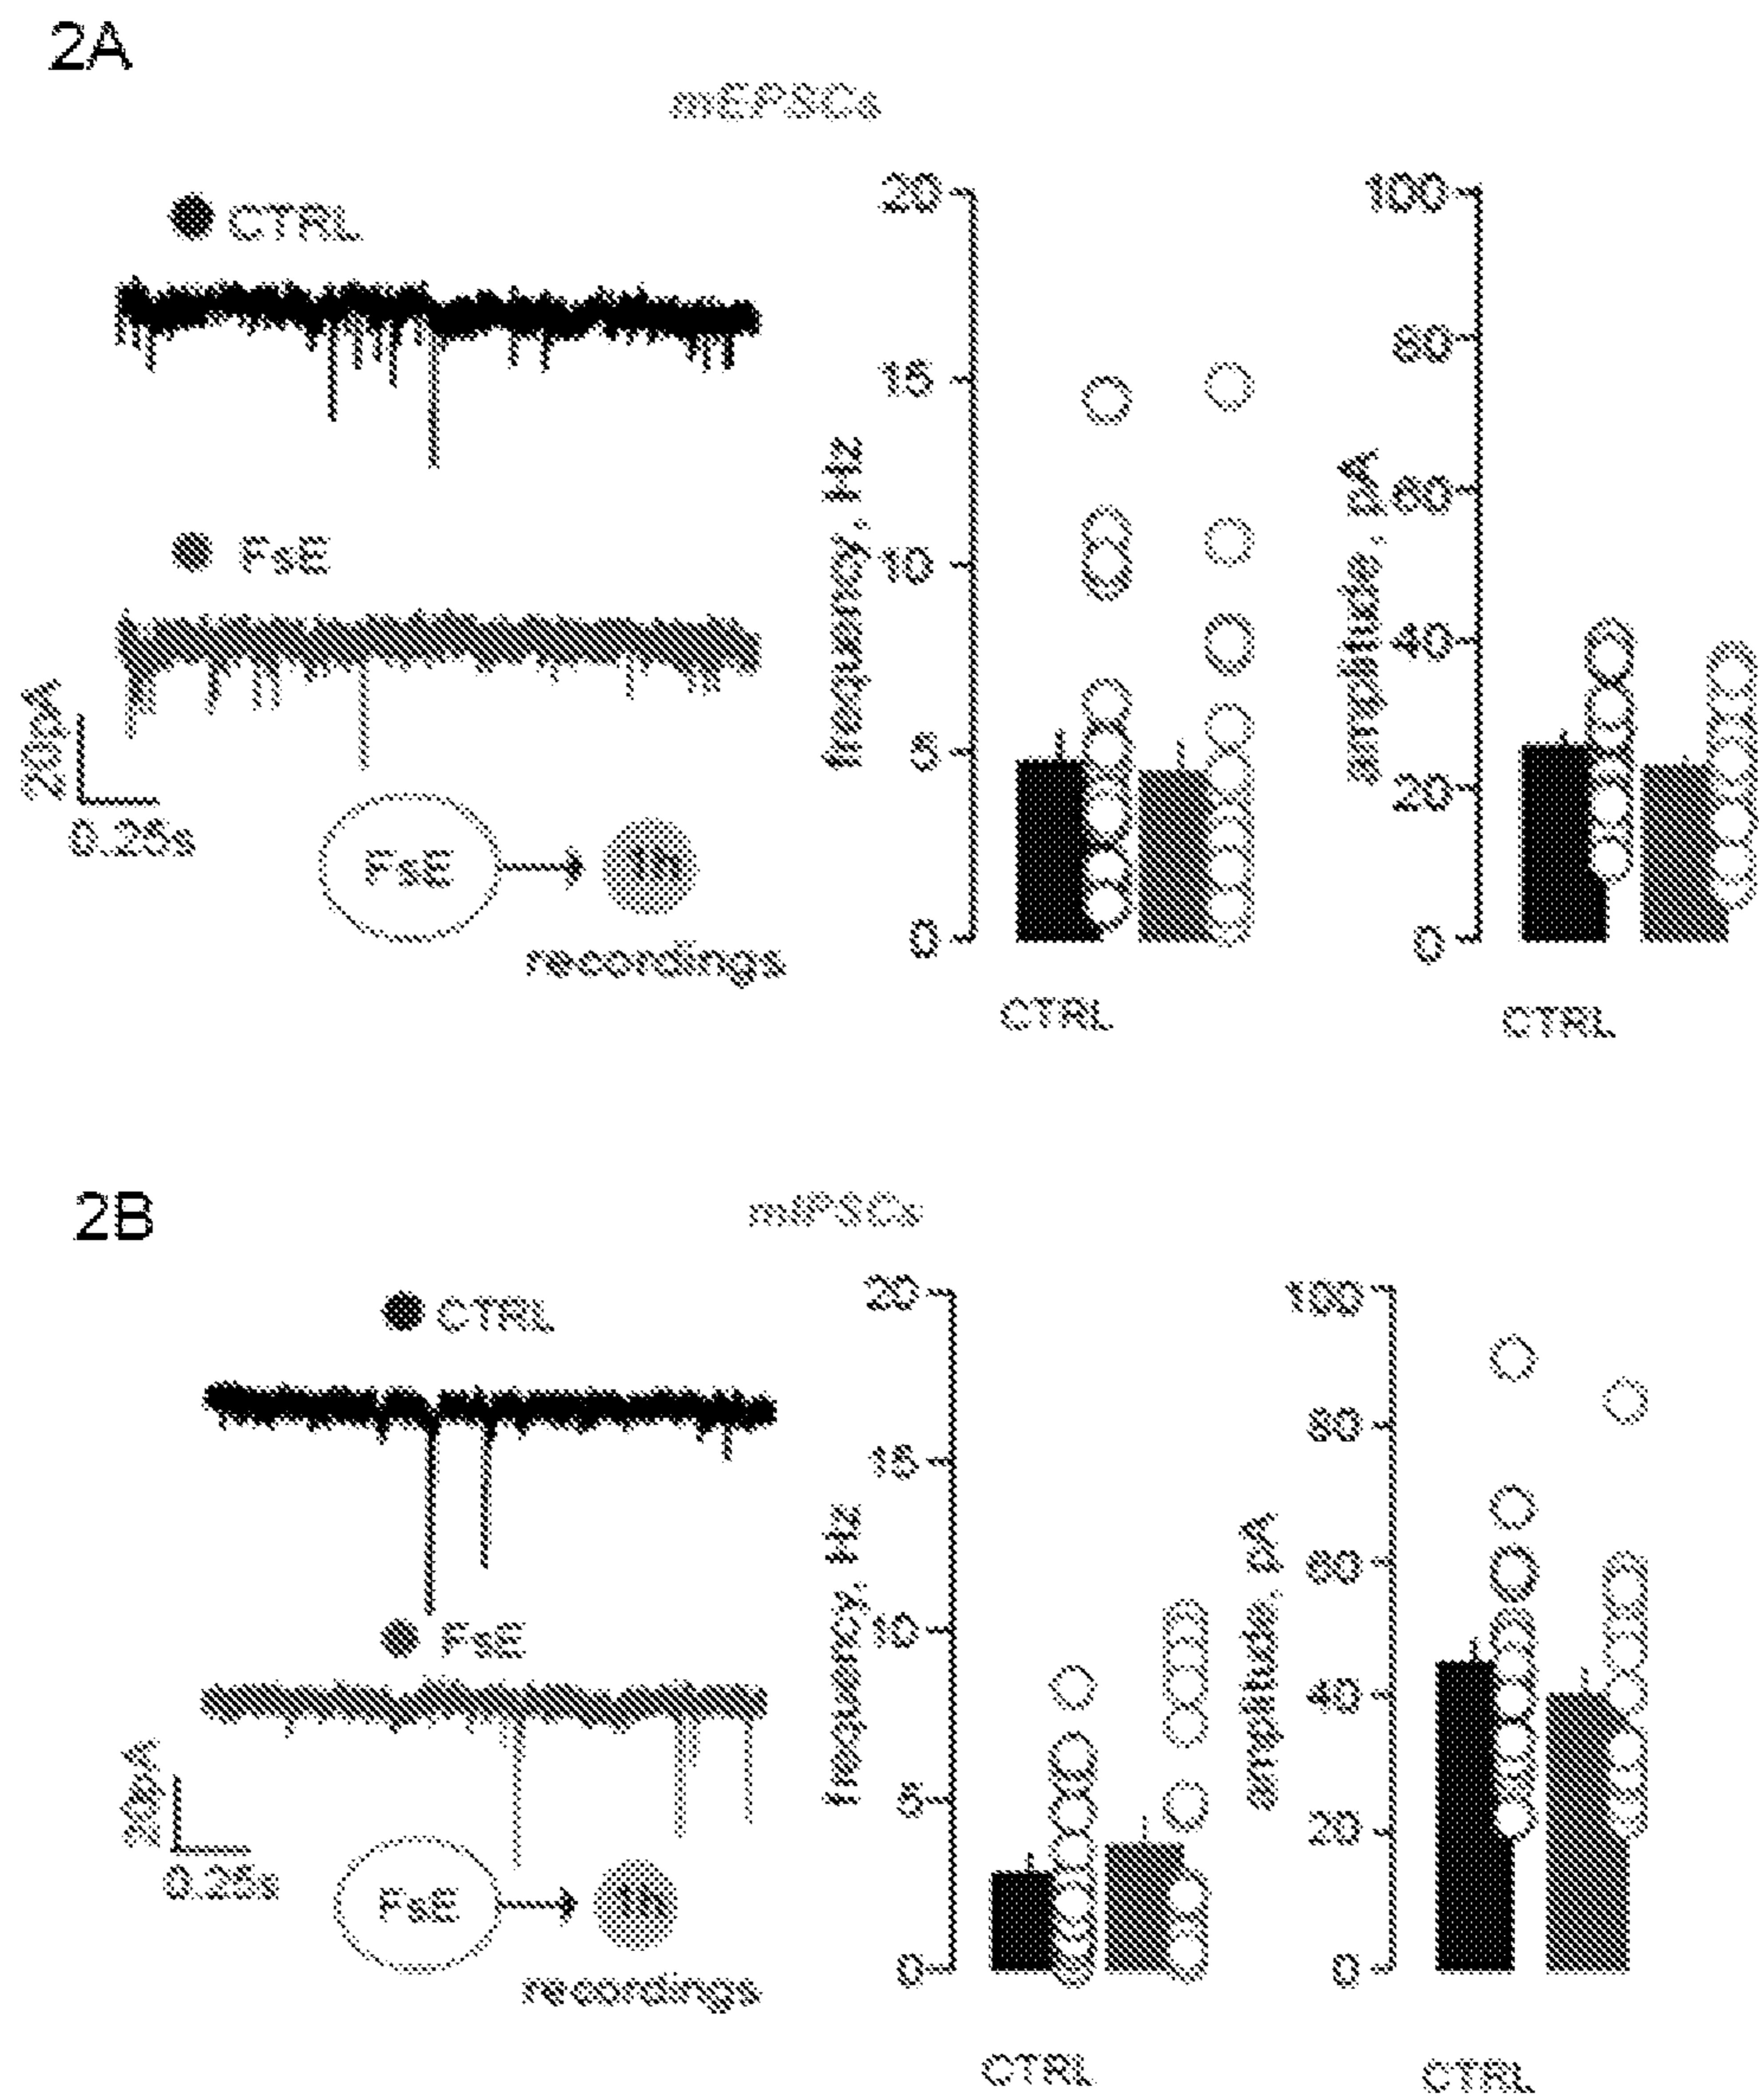 2A
mEPSCs
CTRL
FsE
20pA
0.25s
FsE
1h
recordings
frequency, Hz
20
15
10
5
0
CTRL
amplitude, pA
100
80
60
40
20
0
CTRL
2B
mIPSCs
CTRL
FsE
20pA
0.25s
FsE
1h
recordings
frequency, Hz
20
15
10
5
0
CTRL
amplitude, pA
100
80
60
40
20
0
CTRL